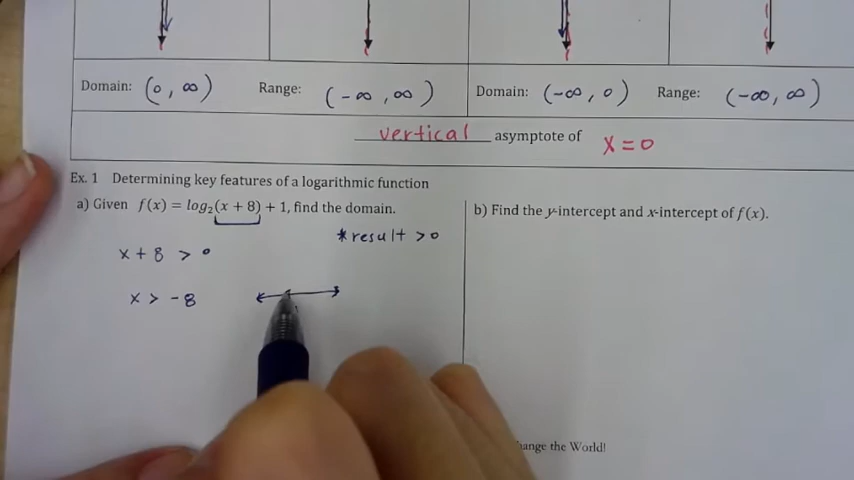 Domain: (0, ∞) Range: (-∞, ∞) Domain: (-∞, 0) Range: (-∞, ∞)
vertical asymptote of x = 0
Ex. 1 Determining key features of a logarithmic function
a) Given f(x) = log₂(x + 8) + 1, find the domain.
b) Find the y-intercept and x-intercept of f(x).
*result > 0
x + 8 > 0
x > -8
hange the World!